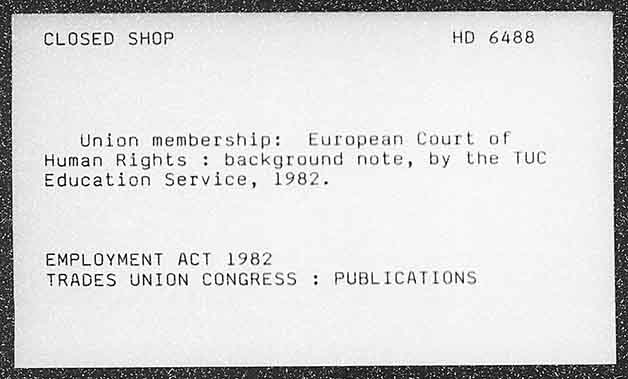 CLOSED SHOP HD 6488
Union membership: European Court of
Human Rights : background note, by the TUC
Education Service, 1982.
EMPLOYMENT ACT 1982
TRADES UNION CONGRESS : PUBLICATIONS